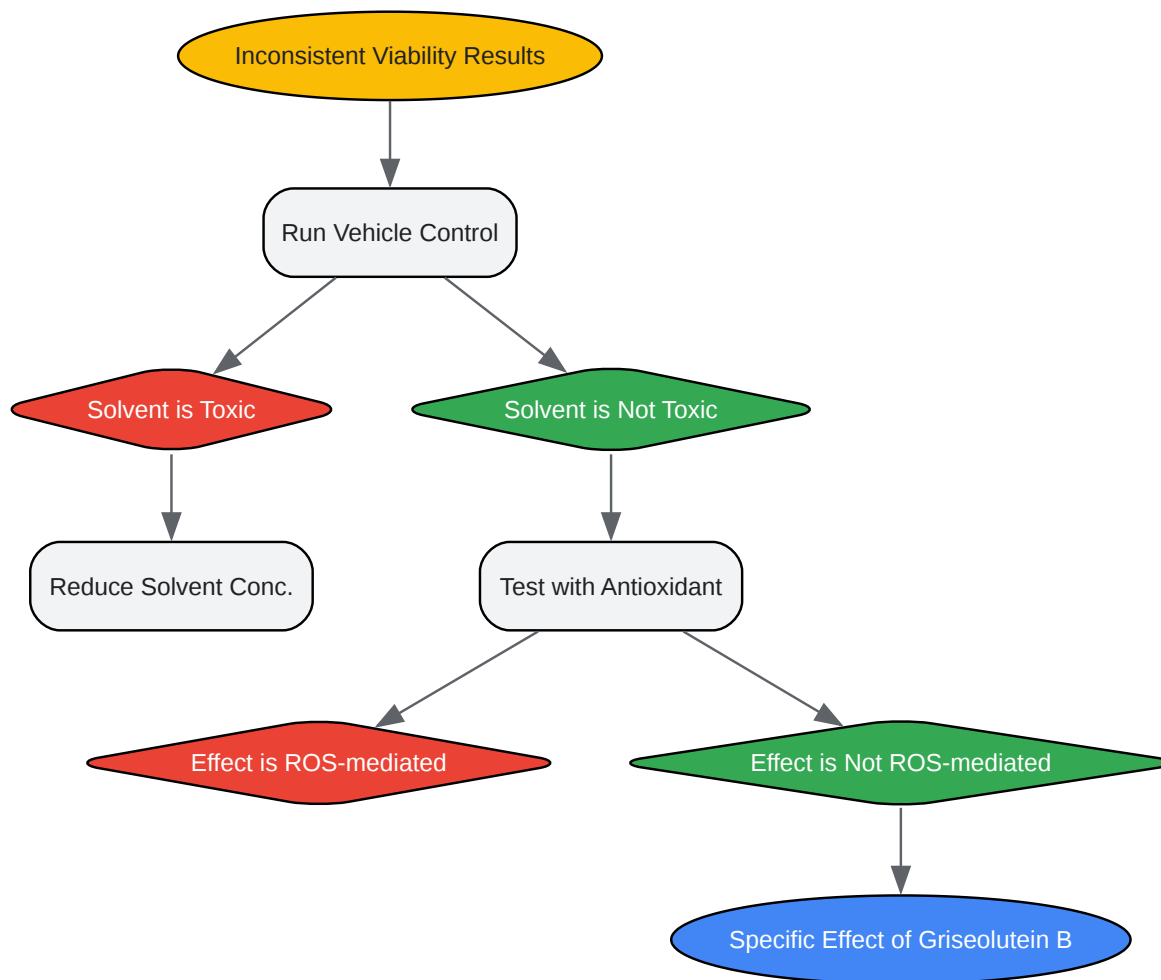 Inconsistent Viability Results
Run Vehicle Control
Solvent is Toxic
Solvent is Not Toxic
Reduce Solvent Conc.
Test with Antioxidant
Effect is ROS-mediated
Effect is Not ROS-mediated
Specific Effect of Griseolutein B